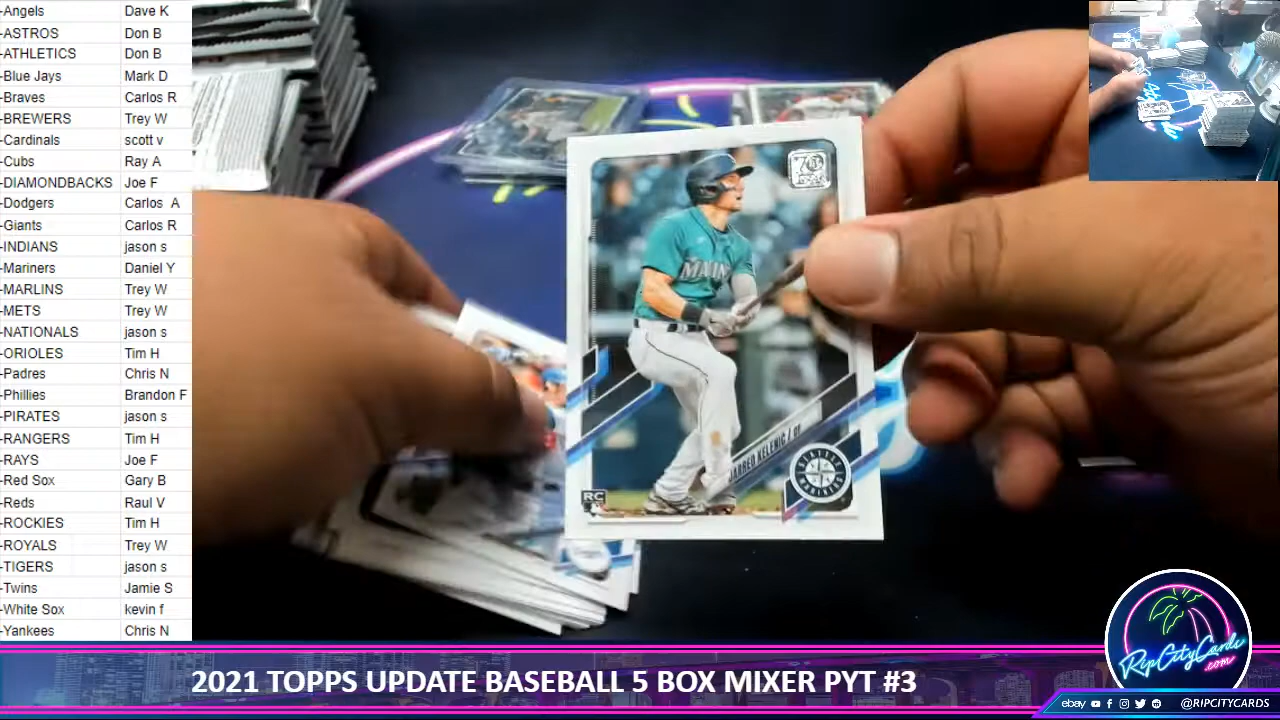 -Angels Dave K
-ASTROS Don B
-ATHLETICS Don B
-Blue Jays Mark D
-Braves Carlos R
-BREWERS Trey W
-Cardinals scott v
-Cubs Ray A
-DIAMONDBACKS Joe F
-Dodgers Carlos A
-Giants Carlos R
-INDIANS jason s
-Mariners Daniel Y
-MARLINS Trey W
-METS Trey W
-NATIONALS jason s
-ORIOLES Tim H
-Padres Chris N
-Phillies Brandon F
-PIRATES jason s
-RANGERS Tim H
-RAYS Joe F
-Red Sox Gary B
-Reds Raul V
-ROCKIES Tim H
-ROYALS Trey W
-TIGERS jason s
-Twins Jamie S
-White Sox kevin f
-Yankees Chris N
70
MARIN
JARRED KELENIC / OF
SEATTLE
MARINERS
RC
2021 TOPPS UPDATE BASEBALL 5 BOX MIXER PYT #3
RipCityCards
.com
ebay @RIPCITYCARDS